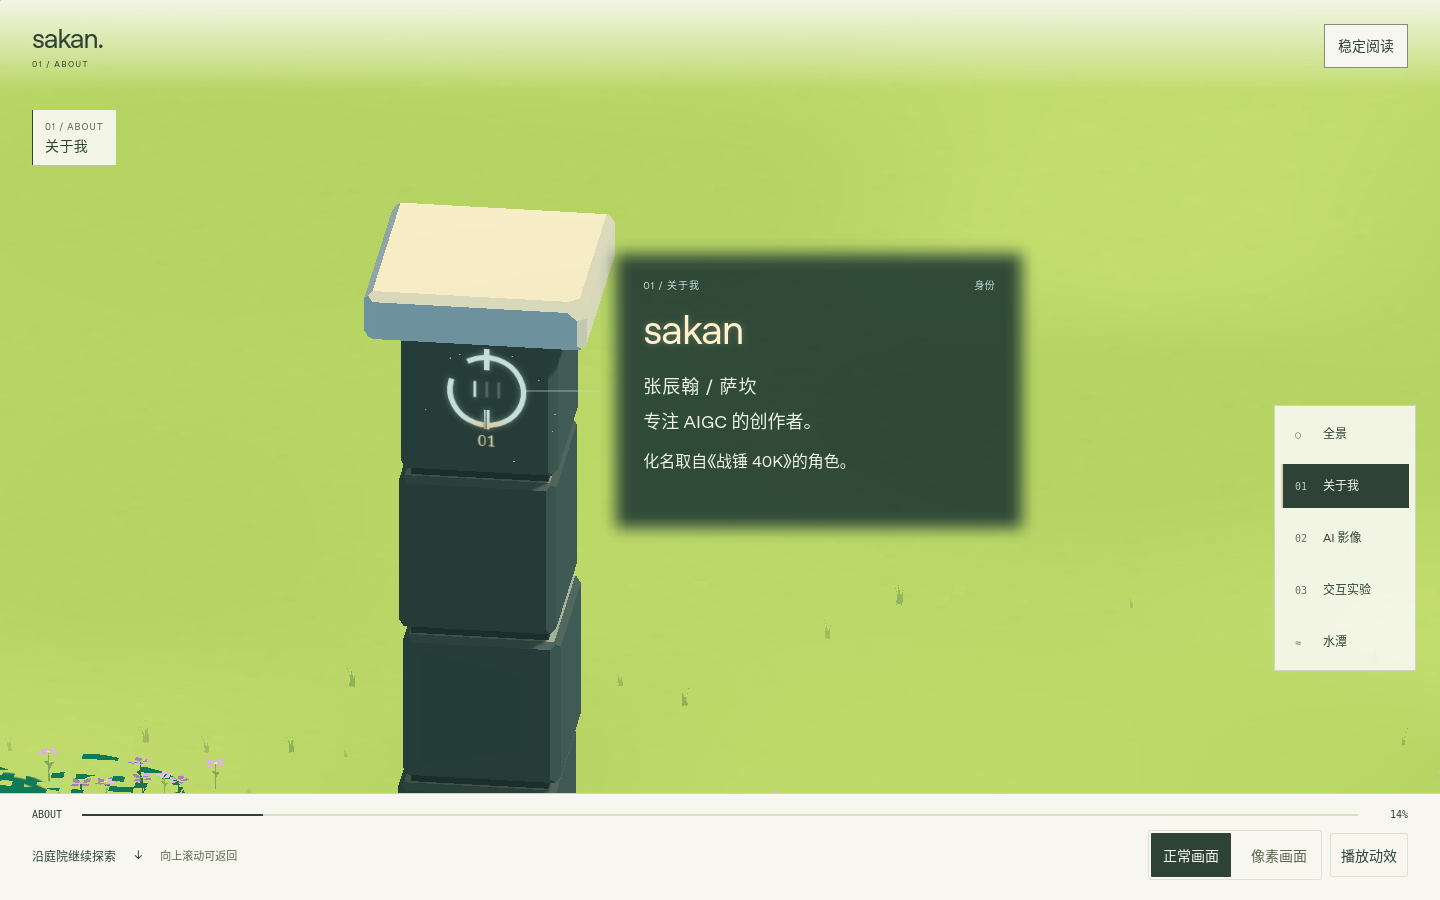 sakan.
01 / ABOUT
稳定阅读
01 / ABOUT
关于我
01
01 / 关于我
身份
sakan
张辰翰 / 萨坎
专注 AIGC 的创作者。
化名取自《战锤 40K》的角色。
○ 全景
01 关于我
02 AI 影像
03 交互实验
≈ 水潭
ABOUT
14%
沿庭院继续探索 ↓ 向上滚动可返回
正常画面
像素画面
播放动效